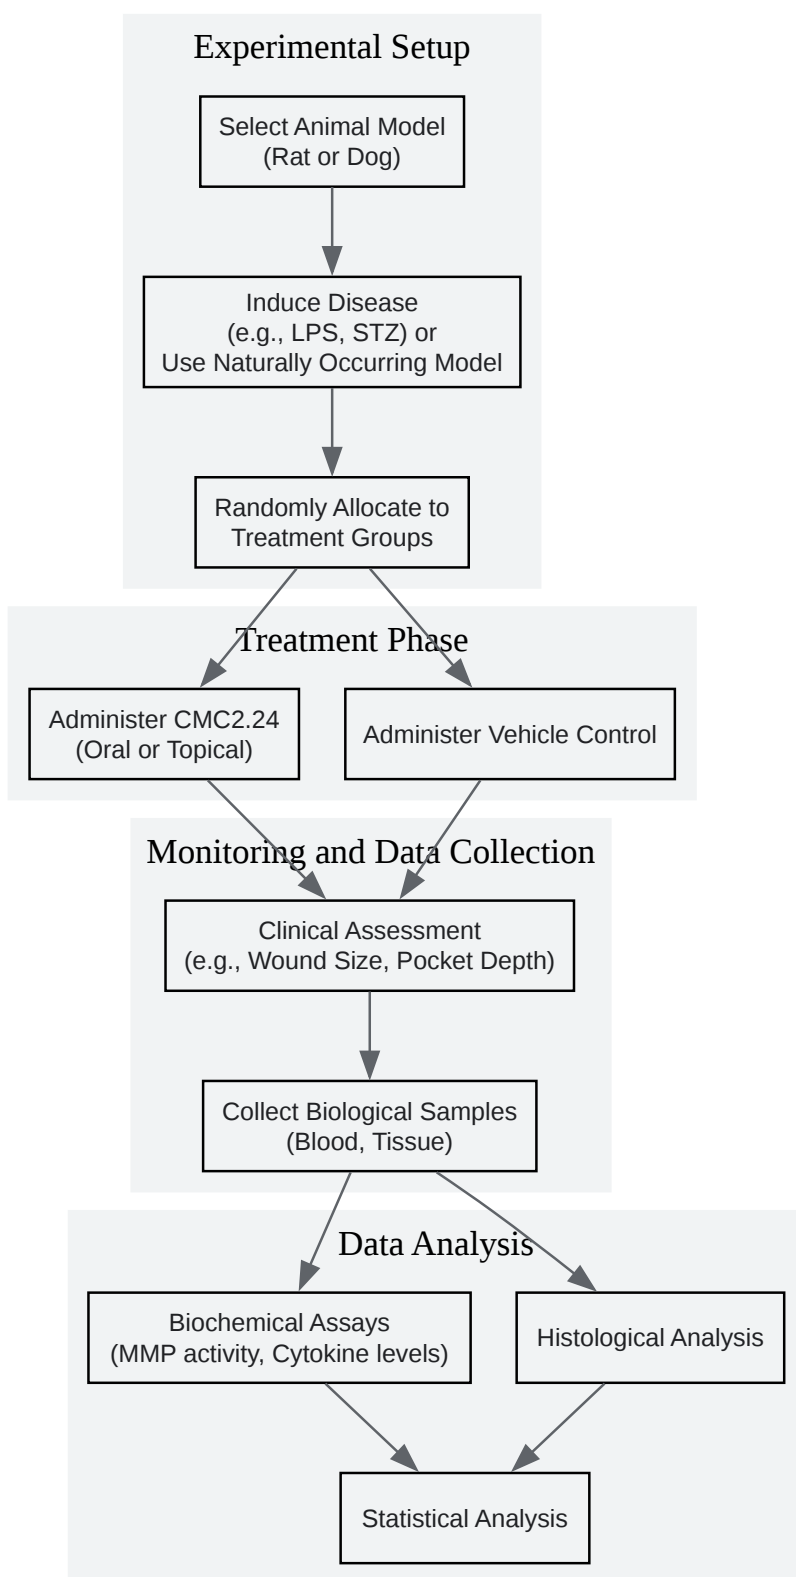 Experimental Setup
Select Animal Model
(Rat or Dog)
Induce Disease
(e.g., LPS, STZ) or
Use Naturally Occurring Model
Randomly Allocate to
Treatment Groups
Treatment Phase
Administer CMC2.24
(Oral or Topical)
Administer Vehicle Control
Monitoring and Data Collection
Clinical Assessment
(e.g., Wound Size, Pocket Depth)
Collect Biological Samples
(Blood, Tissue)
Data Analysis
Biochemical Assays
(MMP activity, Cytokine levels)
Histological Analysis
Statistical Analysis